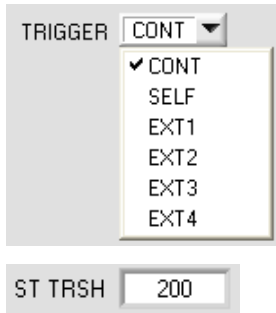 TRIGGER CONT
CONT
SELF
EXT1
EXT2
EXT3
EXT4
ST TRSH 200